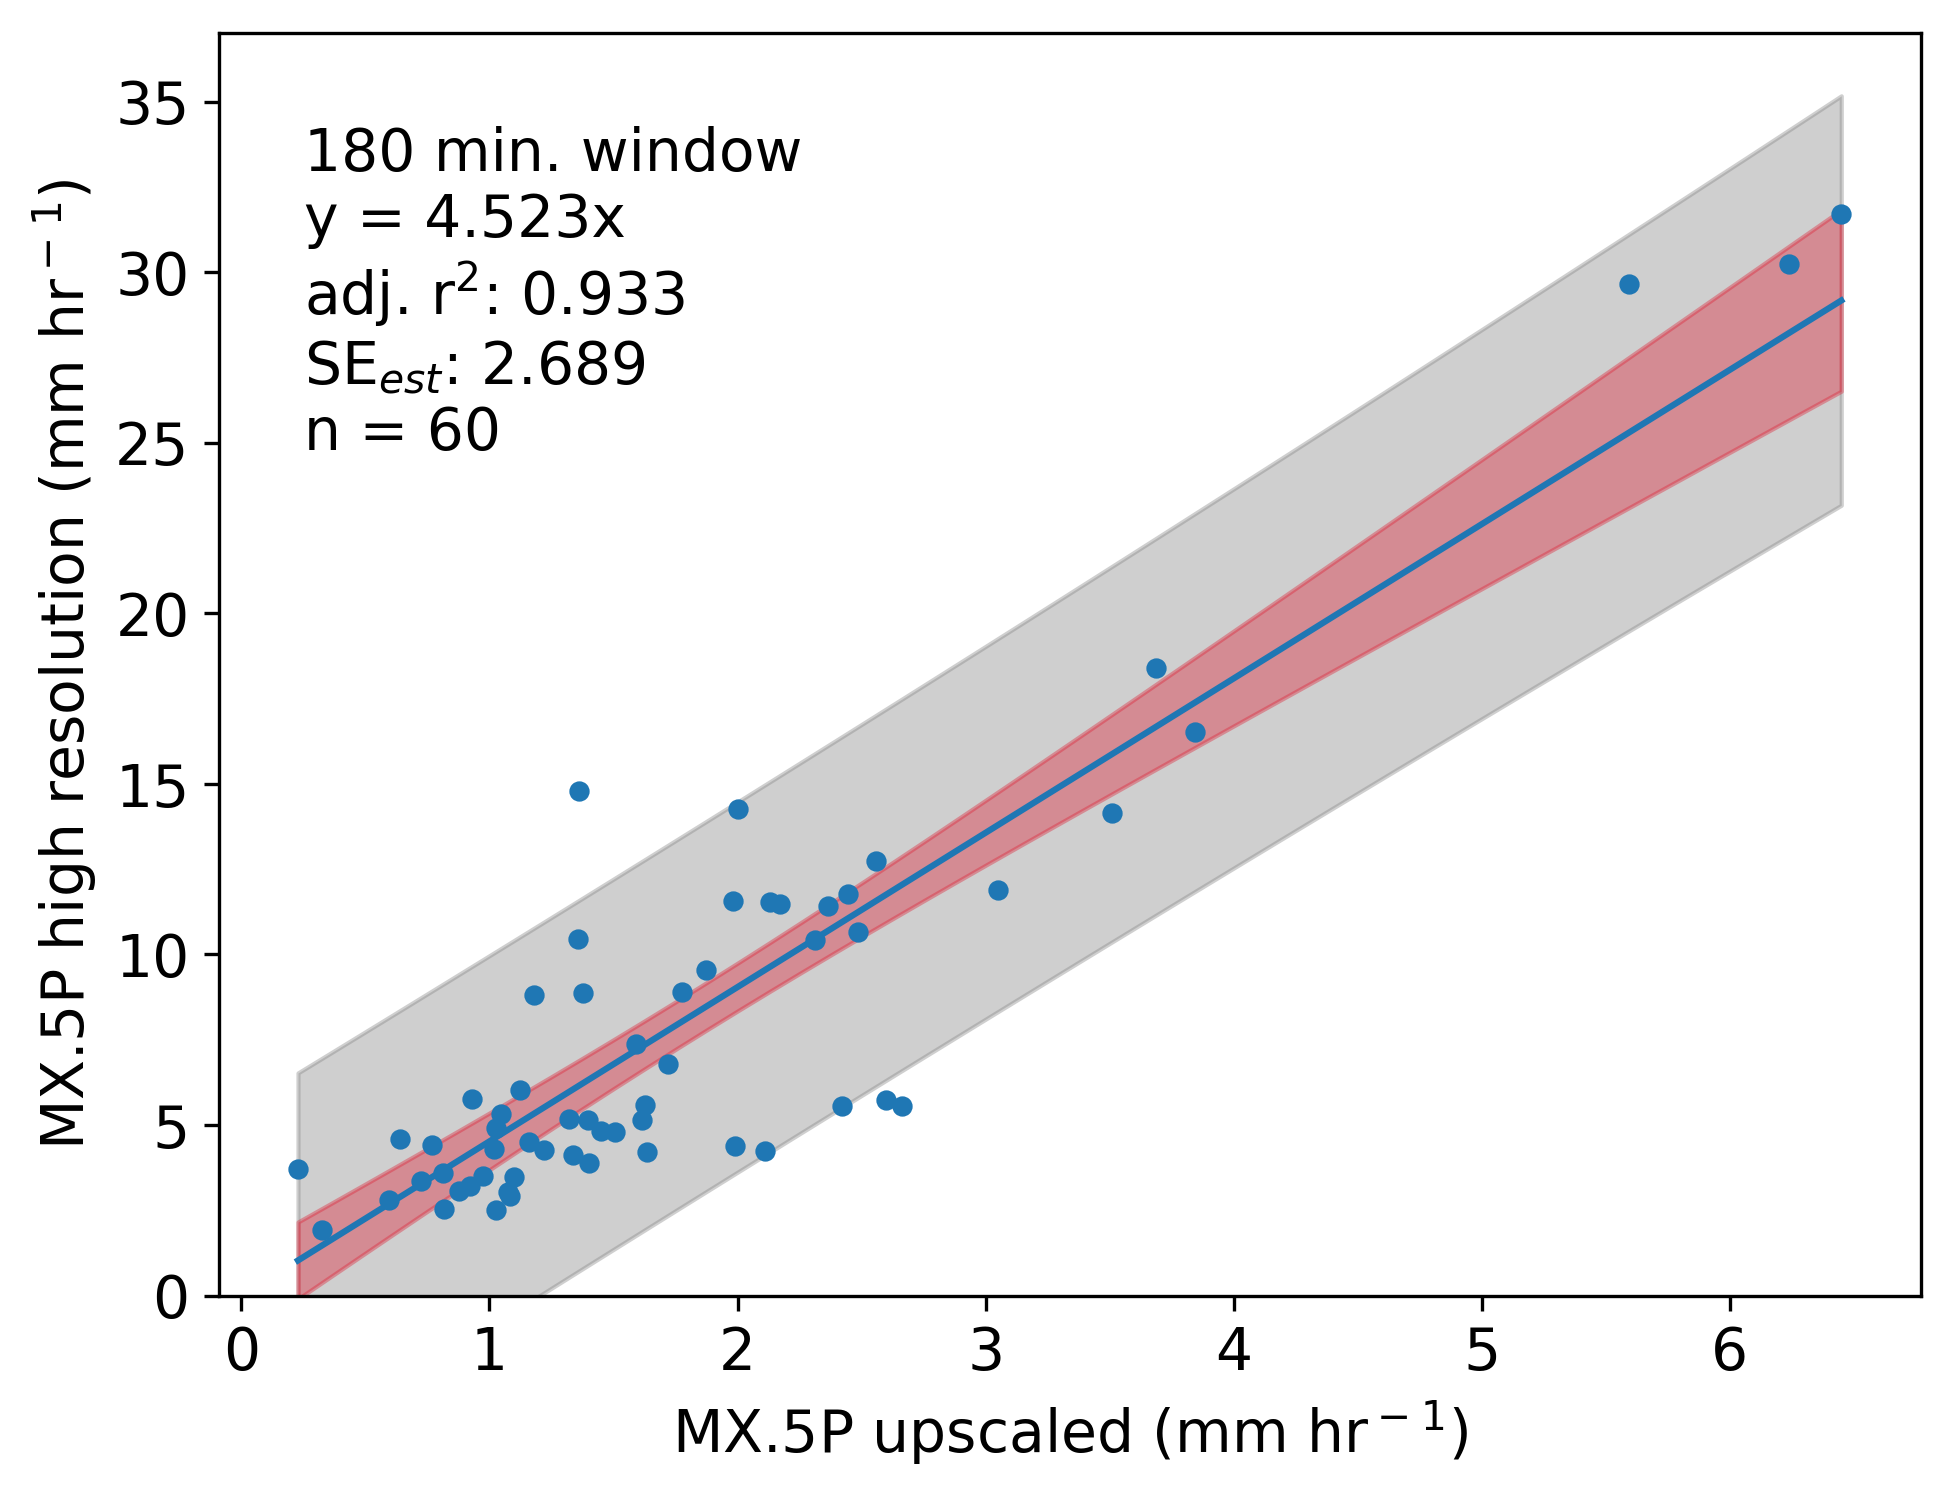 180 min. window
y = 4.523x
adj. r²: 0.933
SE_est: 2.689
n = 60
MX.5P high resolution (mm hr⁻¹)
35
30
25
20
15
10
5
0
0 1 2 3 4 5 6
MX.5P upscaled (mm hr⁻¹)